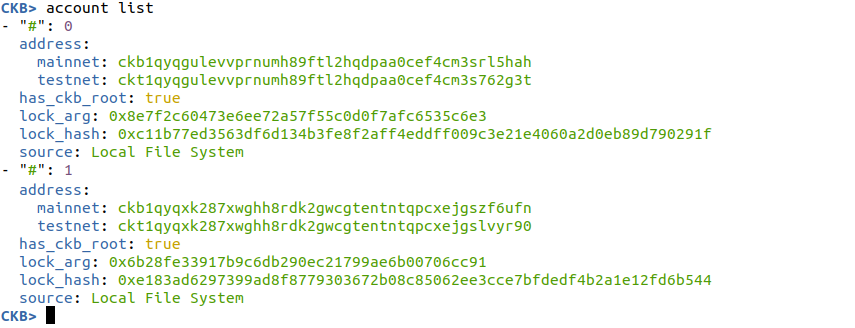 CKB> account list
- "#": 0
  address:
    mainnet: ckb1qyqgulevvprnumh89ftl2hqdpaa0cef4cm3srl5hah
    testnet: ckt1qyqgulevvprnumh89ftl2hqdpaa0cef4cm3s762g3t
  has_ckb_root: true
  lock_arg: 0x8e7f2c60473e6ee72a57f55c0d0f7afc6535c6e3
  lock_hash: 0xc11b77ed3563df6d134b3fe8f2aff4eddff009c3e21e4060a2d0eb89d790291f
  source: Local File System
- "#": 1
  address:
    mainnet: ckb1qyqxk287xwghh8rdk2gwcgtentntqpcxejgszf6ufn
    testnet: ckt1qyqxk287xwghh8rdk2gwcgtentntqpcxejgslvyr90
  has_ckb_root: true
  lock_arg: 0x6b28fe33917b9c6db290ec21799ae6b00706cc91
  lock_hash: 0xe183ad6297399ad8f8779303672b08c85062ee3cce7bfdedf4b2a1e12fd6b544
  source: Local File System
CKB>